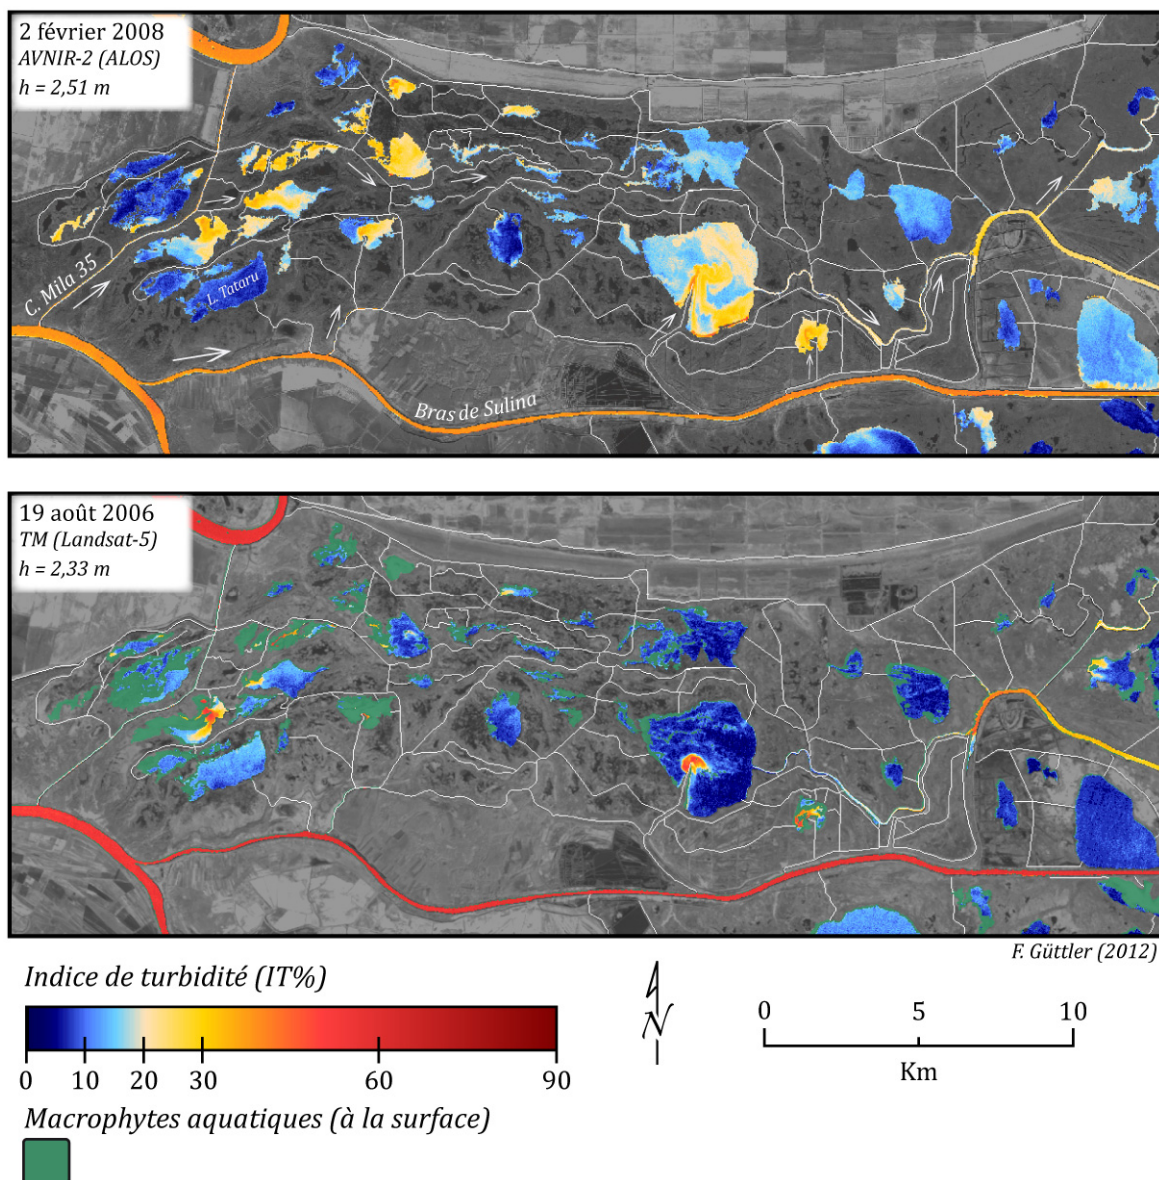 2 février 2008
AVNIR-2 (ALOS)
h = 2,51 m
C. Mila 35
L. Tataru
Bras de Sulina
19 août 2006
TM (Landsat-5)
h = 2,33 m
F. Güttler (2012)
Indice de turbidité (IT%)
0 10 20 30 60 90
N
0 5 10
Km
Macrophytes aquatiques (à la surface)